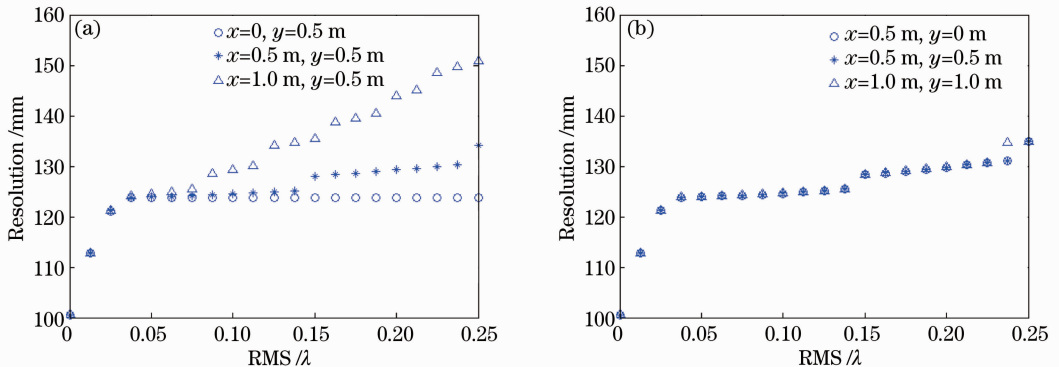 (a)
x=0, y=0.5 m
x=0.5 m, y=0.5 m
x=1.0 m, y=0.5 m
160
150
140
130
120
110
100
Resolution /mm
0 0.05 0.10 0.15 0.20 0.25
RMS /λ
(b)
x=0.5 m, y=0 m
x=0.5 m, y=0.5 m
x=1.0 m, y=1.0 m
160
150
140
130
120
110
100
Resolution /mm
0 0.05 0.10 0.15 0.20 0.25
RMS /λ